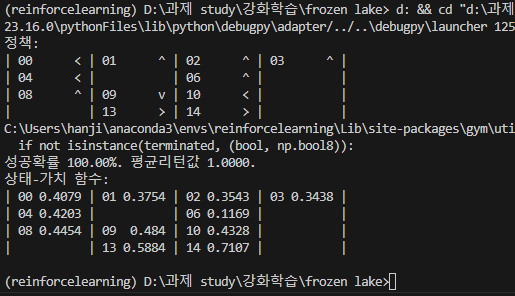 (reinforcelearning) D:\과제 study\강화학습\frozen lake> d: && cd "d:\과제
23.16.0\pythonFiles\lib\python\debugpy\adapter/../..\debugpy\launcher 125
정책:
| 00      < | 01      ^ | 02      ^ | 03      ^ |
| 04      < |           | 06      ^ |           |
| 08      ^ | 09      v | 10      < |           |
|           | 13      > | 14      > |           |
C:\Users\hanji\anaconda3\envs\reinforcelearning\Lib\site-packages\gym\uti
  if not isinstance(terminated, (bool, np.bool8)):
성공확률 100.00%. 평균리턴값 1.0000.
상태-가치 함수:
| 00 0.4079 | 01 0.3754 | 02 0.3543 | 03 0.3438 |
| 04 0.4203 |           | 06 0.1169 |           |
| 08 0.4454 | 09  0.484 | 10 0.4328 |           |
|           | 13 0.5884 | 14 0.7107 |           |
(reinforcelearning) D:\과제 study\강화학습\frozen lake>